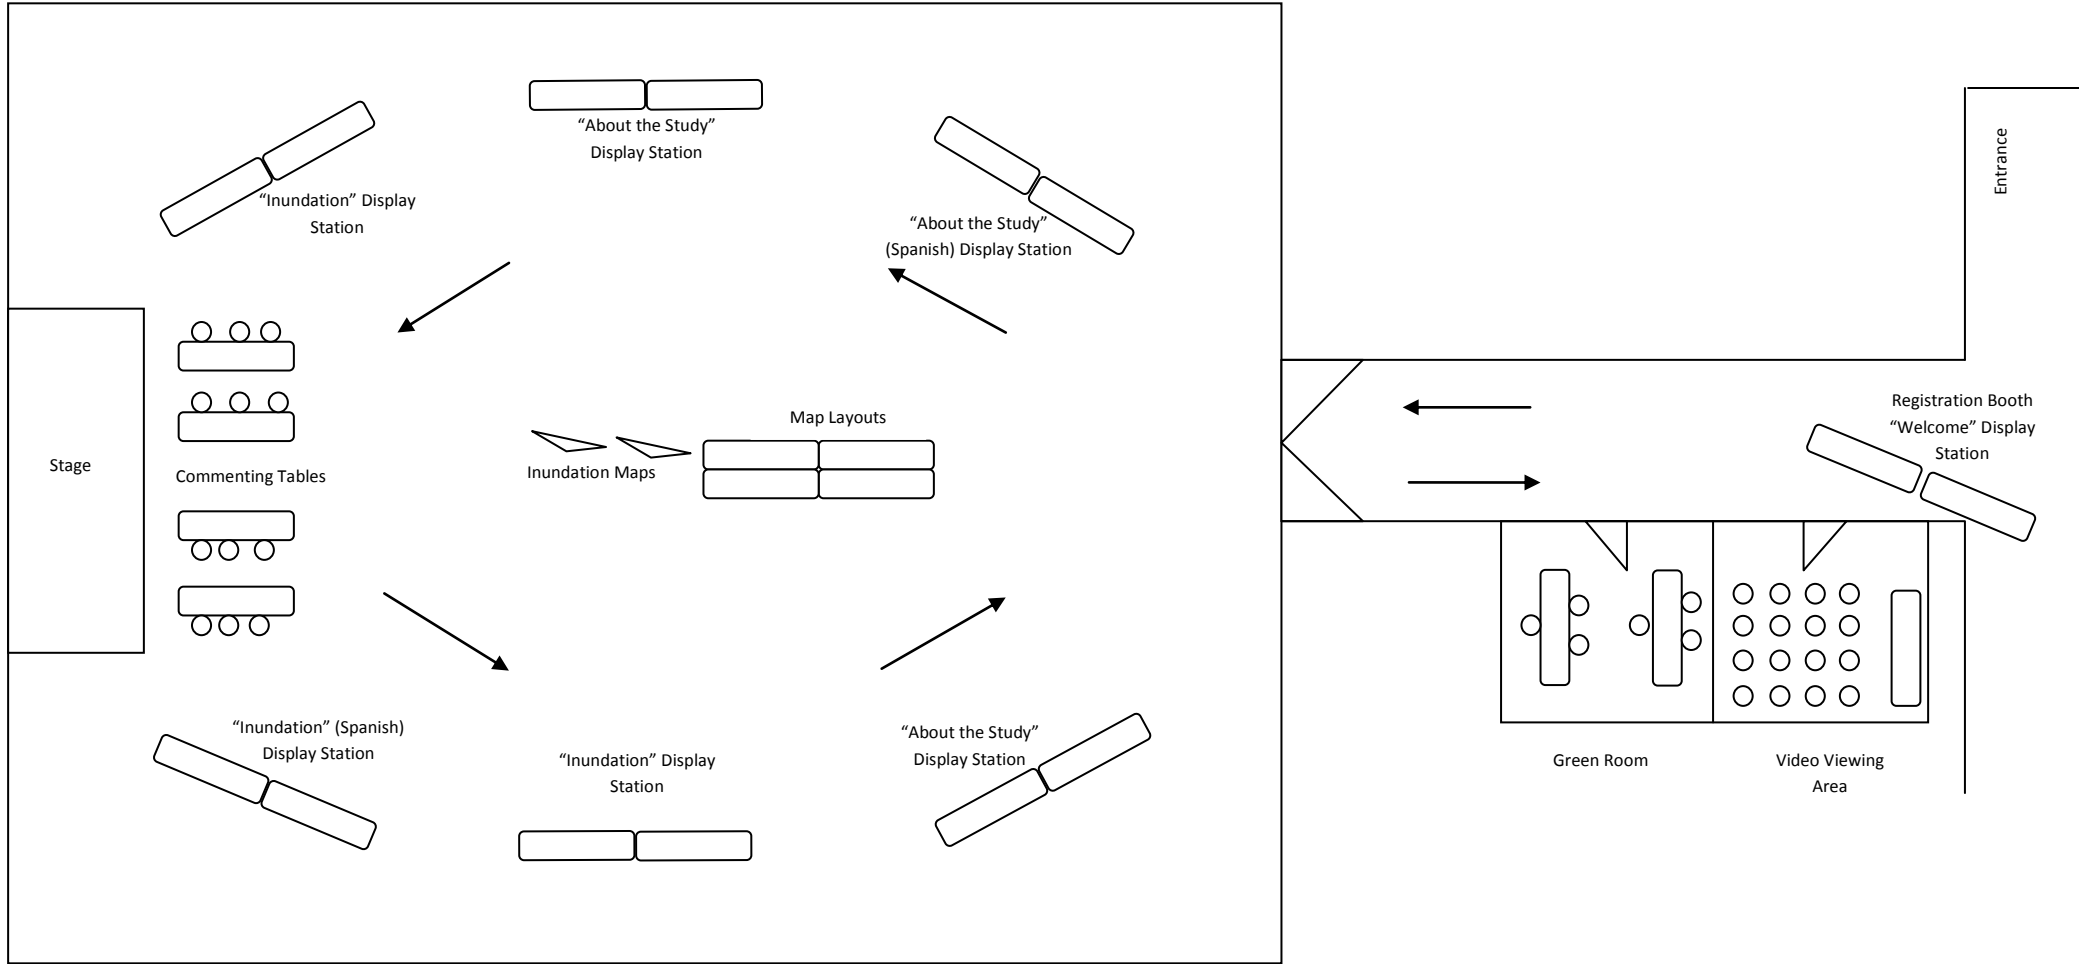 “About the Study”
Display Station
“Inundation” Display
Station
“About the Study”
(Spanish) Display Station
Entrance
Stage
Commenting Tables
Map Layouts
Inundation Maps
Registration Booth
“Welcome” Display
Station
“Inundation” (Spanish)
Display Station
“Inundation” Display
Station
“About the Study”
Display Station
Green Room
Video Viewing
Area